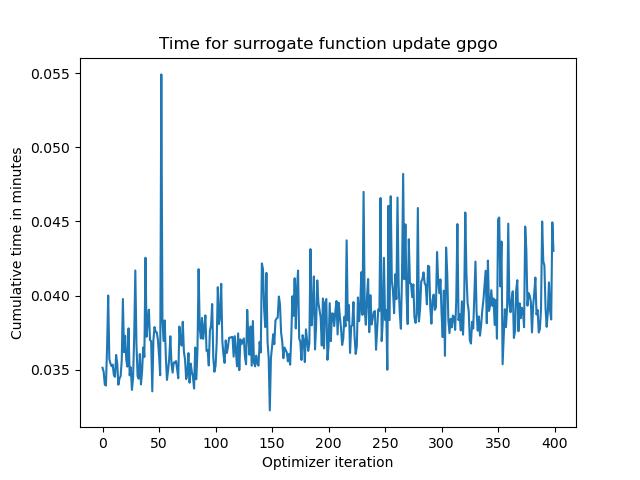 Time for surrogate function update gpgo
0.055
0.050
0.045
0.040
0.035
Cumulative time in minutes
0 50 100 150 200 250 300 350 400
Optimizer iteration